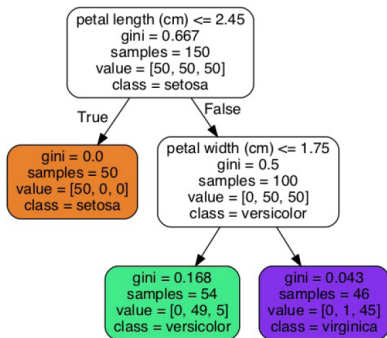 petal length (cm) <= 2.45
gini = 0.667
samples = 150
value = [50, 50, 50]
class = setosa
True
False
gini = 0.0
samples = 50
value = [50, 0, 0]
class = setosa
petal width (cm) <= 1.75
gini = 0.5
samples = 100
value = [0, 50, 50]
class = versicolor
gini = 0.168
samples = 54
value = [0, 49, 5]
class = versicolor
gini = 0.043
samples = 46
value = [0, 1, 45]
class = virginica